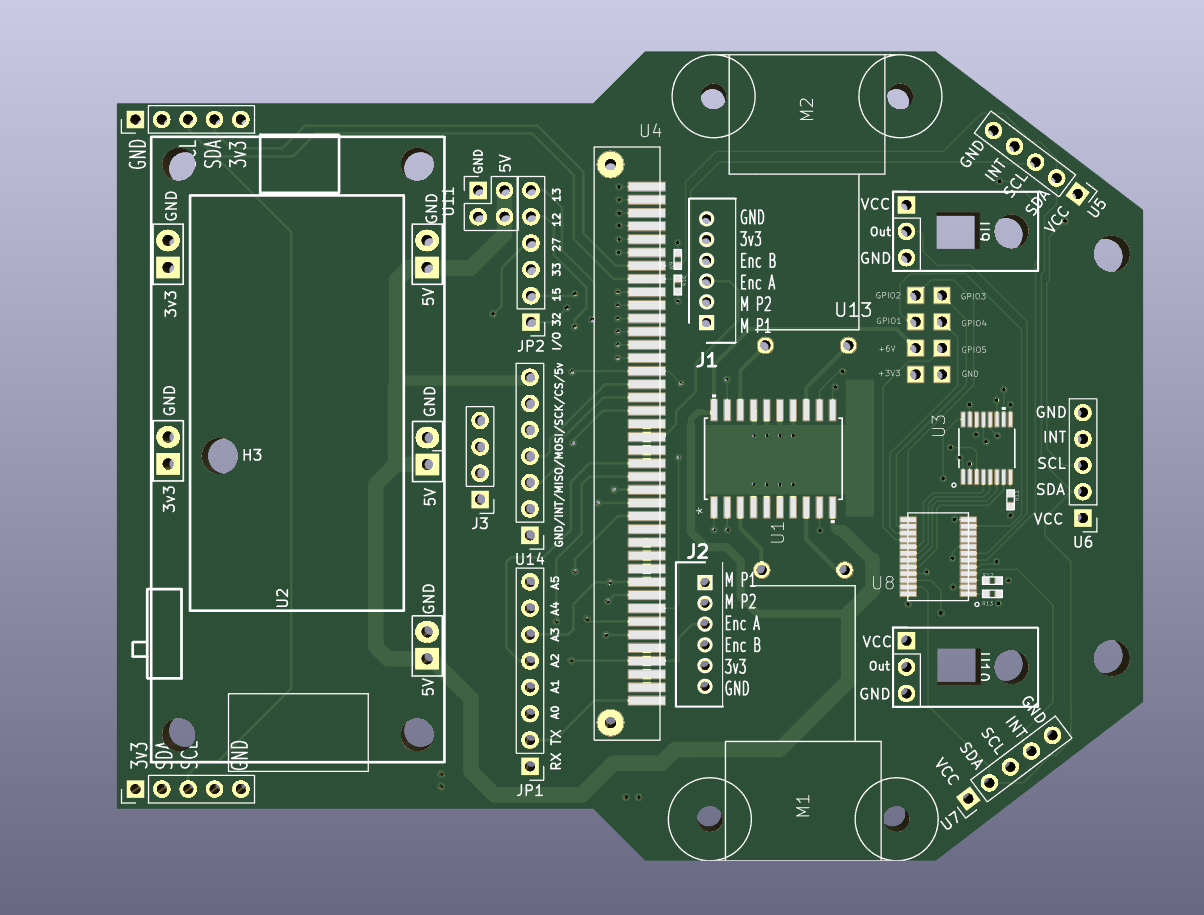 GND
SCL
SDA
3v3
GND
3v3
GND
5V
GND
3v3
GND
5V
H3
U2
GND
5V
3v3
SDA
SCL
GND
U11
GND
5V
13
12
27
33
15
I/O 32
JP2
J3
GND/INT/MISO/MOSI/SCK/CS/5v
U14
A5
A4
A3
A2
A1
A0
RX TX
JP1
U4
M2
GND
3v3
Enc B
Enc A
M P2
M P1
J1
U13
*
U1
J2
M P1
M P2
Enc A
Enc B
3v3
GND
M1
GND
INT
SCL
SDA
VCC
U5
VCC
Out
GND
U9
GPIO2
GPIO3
GPIO1
GPIO4
+6V
GPIO5
+3V3
GND
U3
GND
INT
SCL
SDA
VCC
U6
U8
R13
VCC
Out
GND
U10
GND
INT
SCL
SDA
VCC
U7